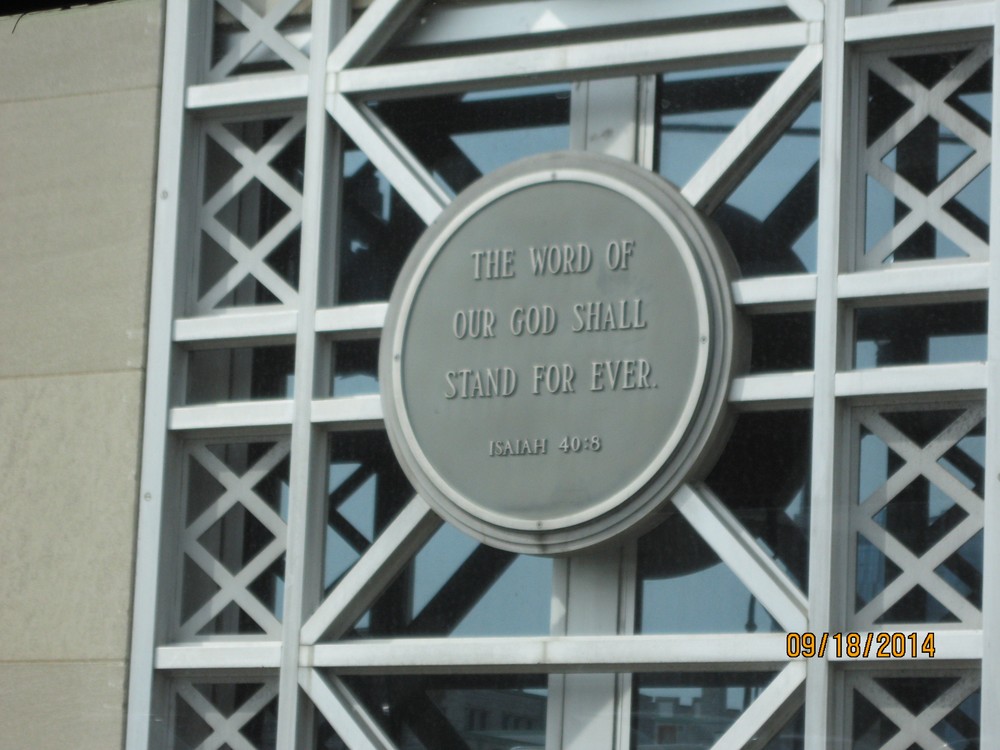 THE WORD OF
OUR GOD SHALL
STAND FOR EVER.
ISAIAH 40:8
09/18/2014